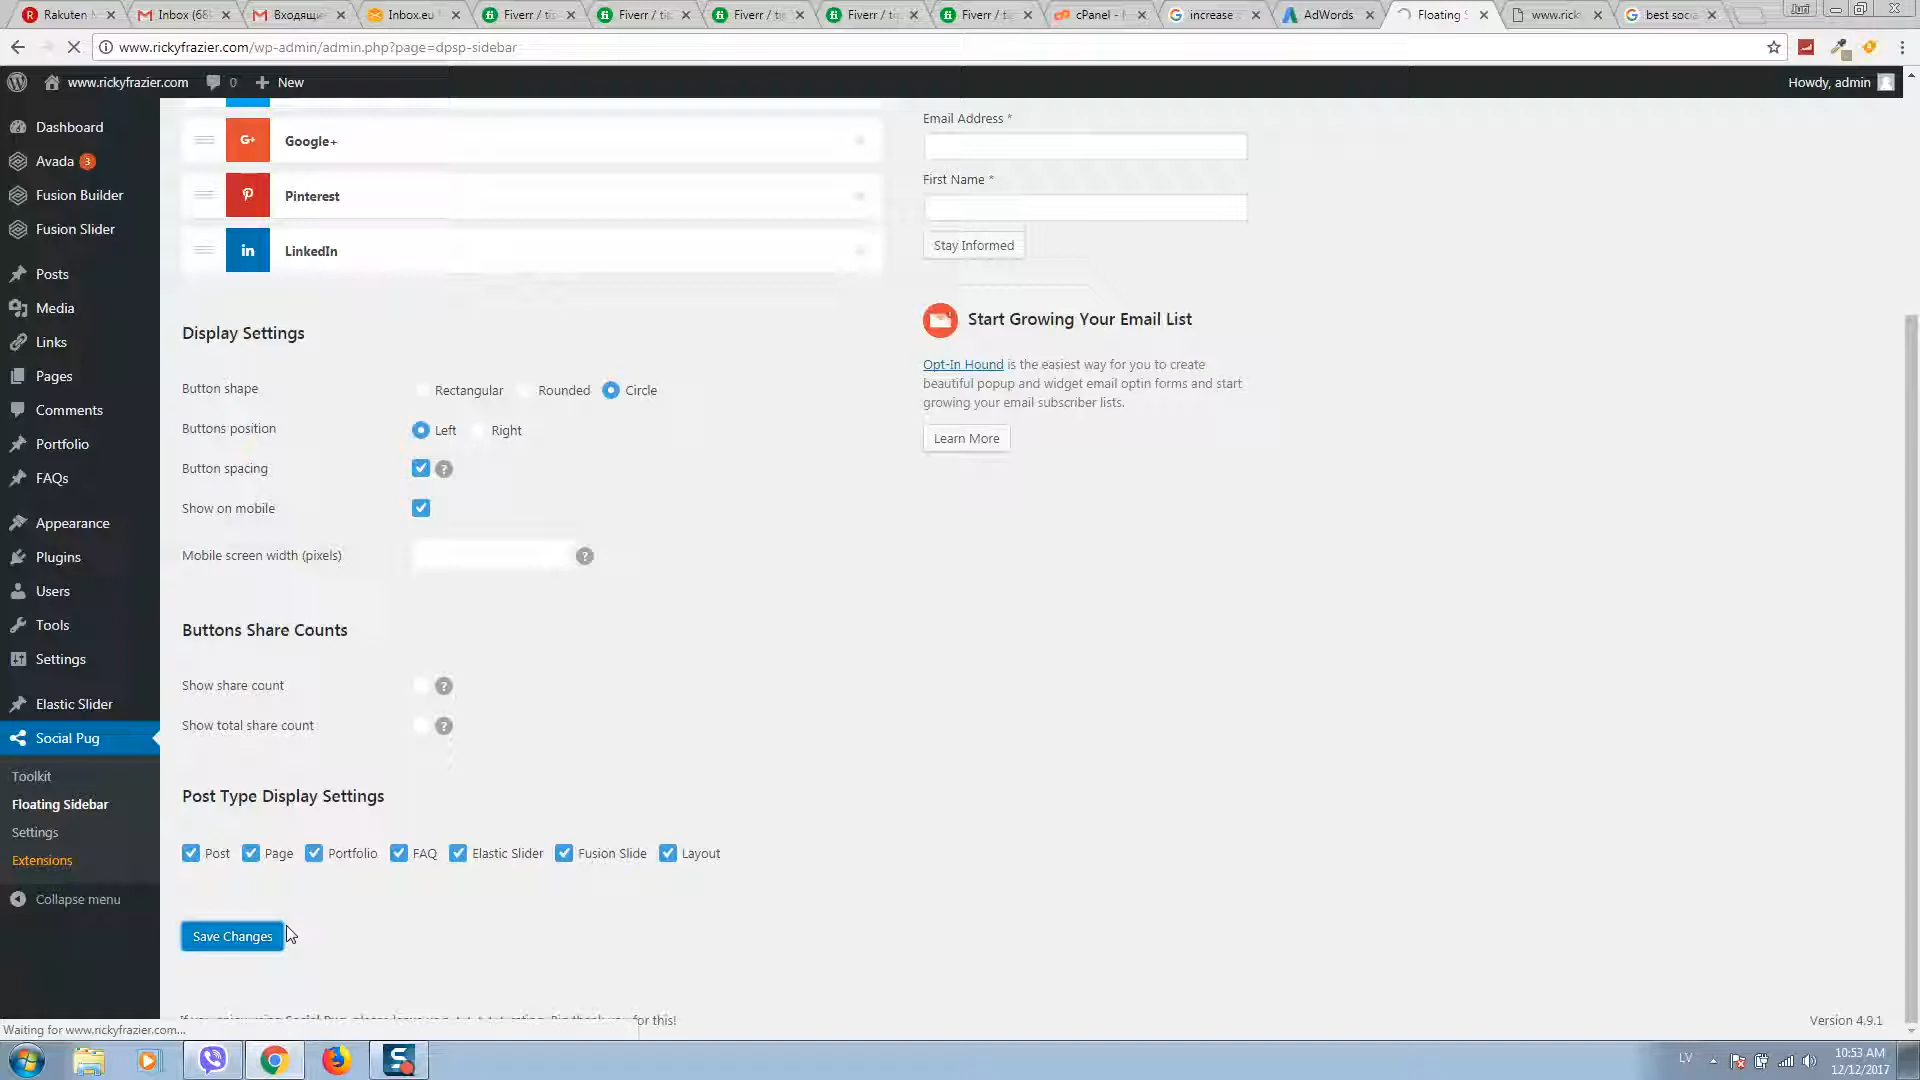 Rakuten
Inbox (68
Входящи
Inbox.eu
Fiverr /
Fiverr /
Fiverr /
Fiverr /
Fiverr /
cPanel -
increase
AdWords
Floating S
www.rick
best soci
Juri
www.rickyfrazier.com/wp-admin/admin.php?page=dpsp-sidebar
www.rickyfrazier.com
0
New
Howdy, admin
Dashboard
Avada 3
Fusion Builder
Fusion Slider
Posts
Media
Links
Pages
Comments
Portfolio
FAQs
Appearance
Plugins
Users
Tools
Settings
Elastic Slider
Social Pug
Toolkit
Floating Sidebar
Settings
Extensions
Collapse menu
G+ Google+
Pinterest
in LinkedIn
Display Settings
Button shape
Rectangular
Rounded
Circle
Buttons position
Left
Right
Button spacing
?
Show on mobile
Mobile screen width (pixels)
?
Buttons Share Counts
Show share count
?
Show total share count
?
Post Type Display Settings
Post
Page
Portfolio
FAQ
Elastic Slider
Fusion Slide
Layout
Save Changes
Email Address *
First Name *
Stay Informed
Start Growing Your Email List
Opt-In Hound is the easiest way for you to create
beautiful popup and widget email optin forms and start
growing your email subscriber lists.
Learn More
for this!
Version 4.9.1
Waiting for www.rickyfrazier.com...
S
LV
10:53 AM
12/12/2017